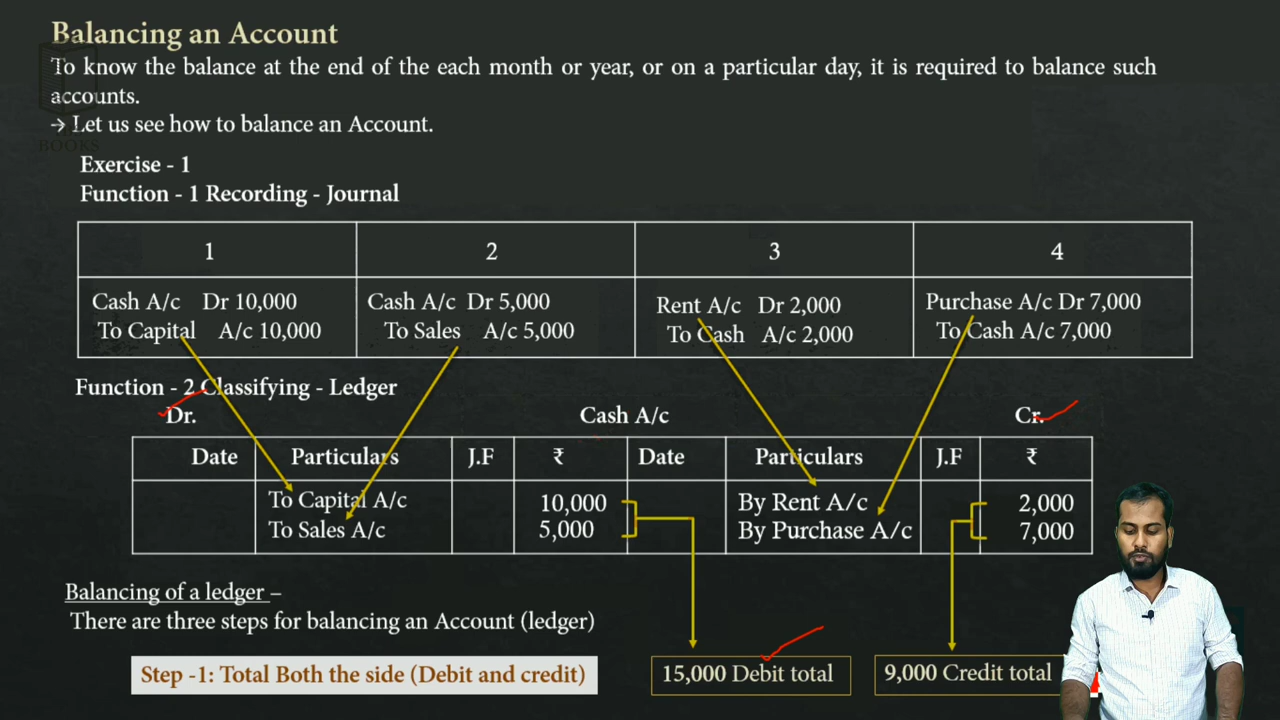 Balancing an Account
To know the balance at the end of the each month or year, or on a particular day, it is required to balance such
accounts.
→ Let us see how to balance an Account.
BOOKS
Exercise - 1
Function - 1 Recording - Journal
1 2 3 4
Cash A/c Dr 10,000 Cash A/c Dr 5,000 Rent A/c Dr 2,000 Purchase A/c Dr 7,000
To Capital A/c 10,000 To Sales A/c 5,000 To Cash A/c 2,000 To Cash A/c 7,000
Function - 2 Classifying - Ledger
Dr. Cash A/c Cr.
Date Particulars J.F ₹ Date Particulars J.F ₹
To Capital A/c 10,000 By Rent A/c 2,000
To Sales A/c 5,000 By Purchase A/c 7,000
Balancing of a ledger –
There are three steps for balancing an Account (ledger)
Step -1: Total Both the side (Debit and credit) 15,000 Debit total 9,000 Credit total